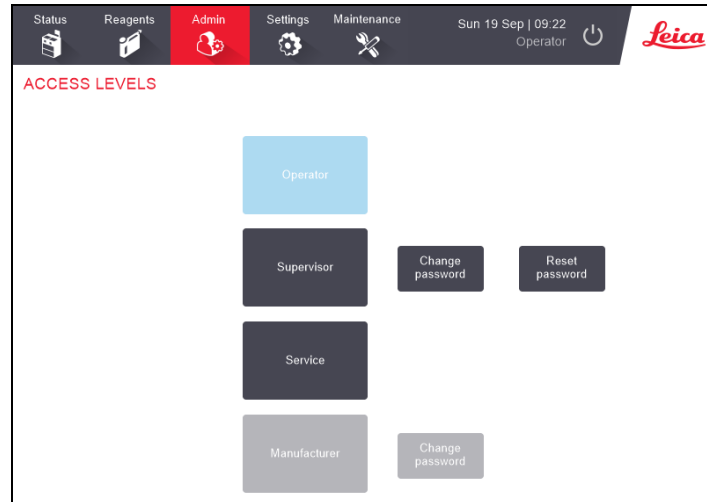 Status Reagents Admin Settings Maintenance Sun 19 Sep | 09:22
Operator
Leica
ACCESS LEVELS
Operator
Supervisor
Change
password
Reset
password
Service
Manufacturer
Change
password